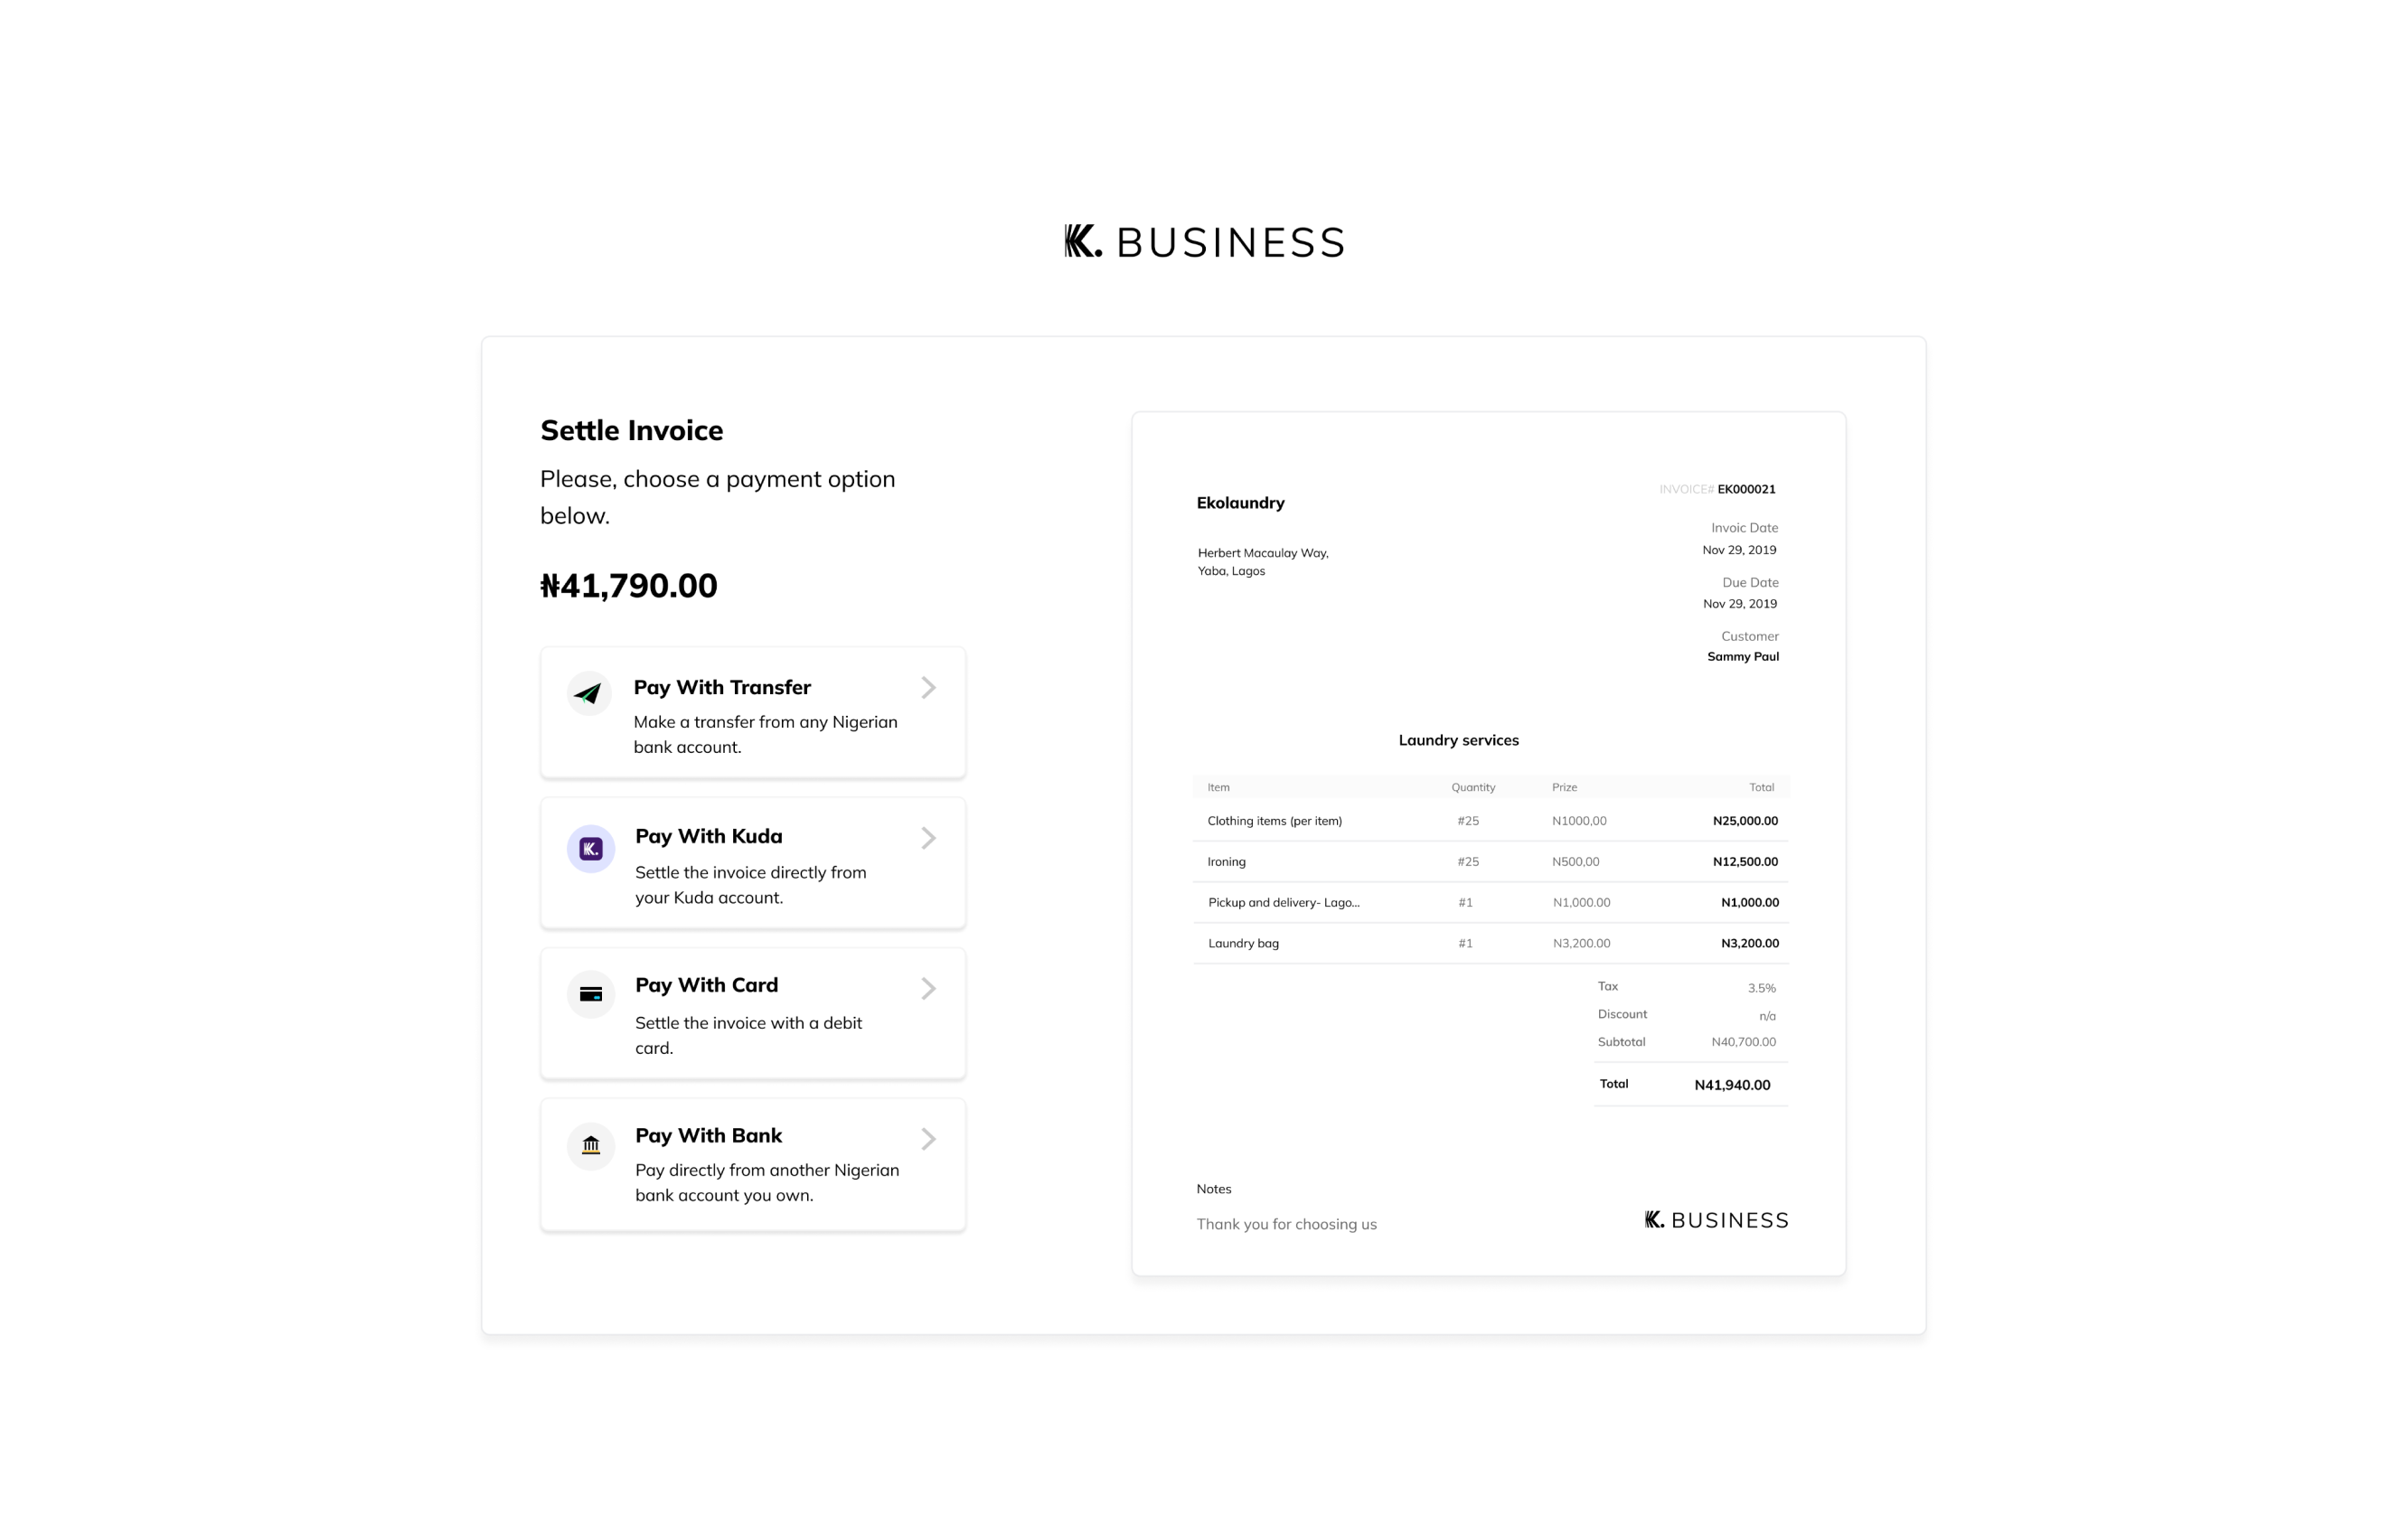 K. BUSINESS
Settle Invoice
Please, choose a payment option
below.
₦41,790.00
Pay With Transfer
Make a transfer from any Nigerian
bank account.
Pay With Kuda
Settle the invoice directly from
your Kuda account.
Pay With Card
Settle the invoice with a debit
card.
Pay With Bank
Pay directly from another Nigerian
bank account you own.
INVOICE# EK000021
Ekolaundry
Herbert Macaulay Way,
Yaba, Lagos
Invoic Date
Nov 29, 2019
Due Date
Nov 29, 2019
Customer
Sammy Paul
Laundry services
Item Quantity Prize Total
Clothing items (per item) #25 N1000,00 N25,000.00
Ironing #25 N500,00 N12,500.00
Pickup and delivery- Lago... #1 N1,000.00 N1,000.00
Laundry bag #1 N3,200.00 N3,200.00
Tax 3.5%
Discount n/a
Subtotal N40,700.00
Total N41,940.00
Notes
Thank you for choosing us
K. BUSINESS